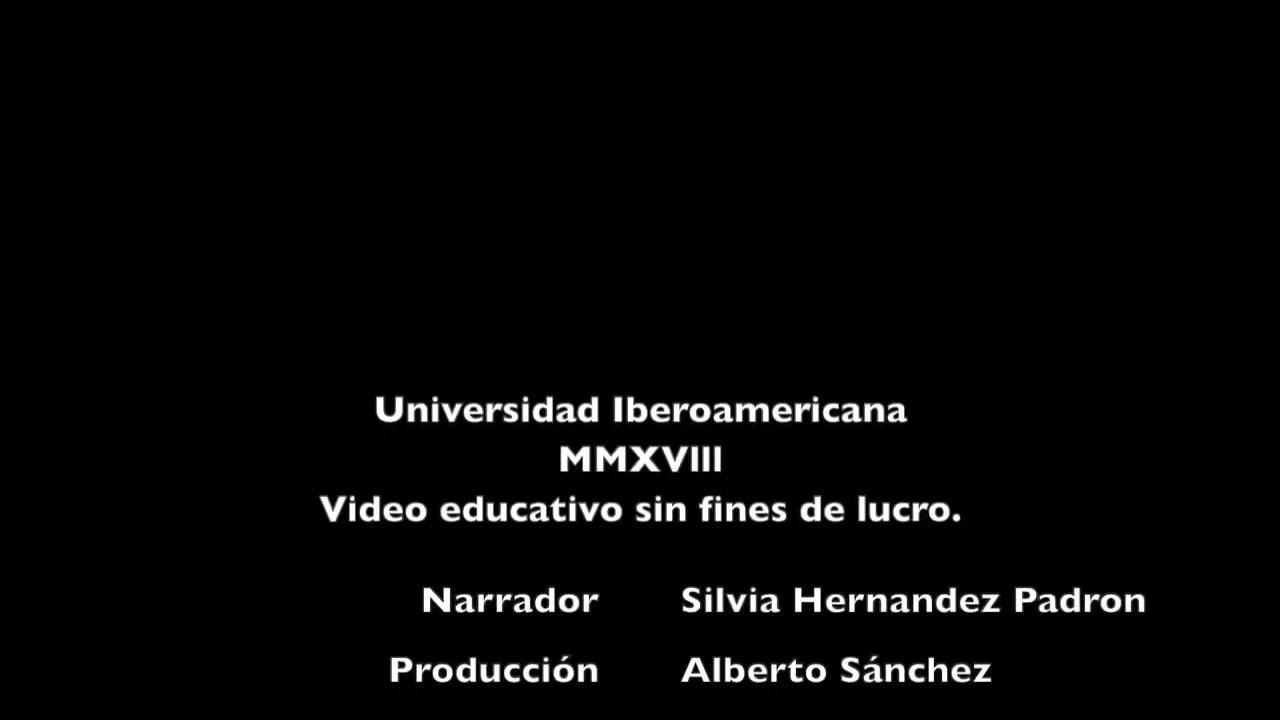 Universidad Iberoamericana
MMXVIII
Video educativo sin fines de lucro.
Narrador Silvia Hernandez Padron
Producción Alberto Sánchez